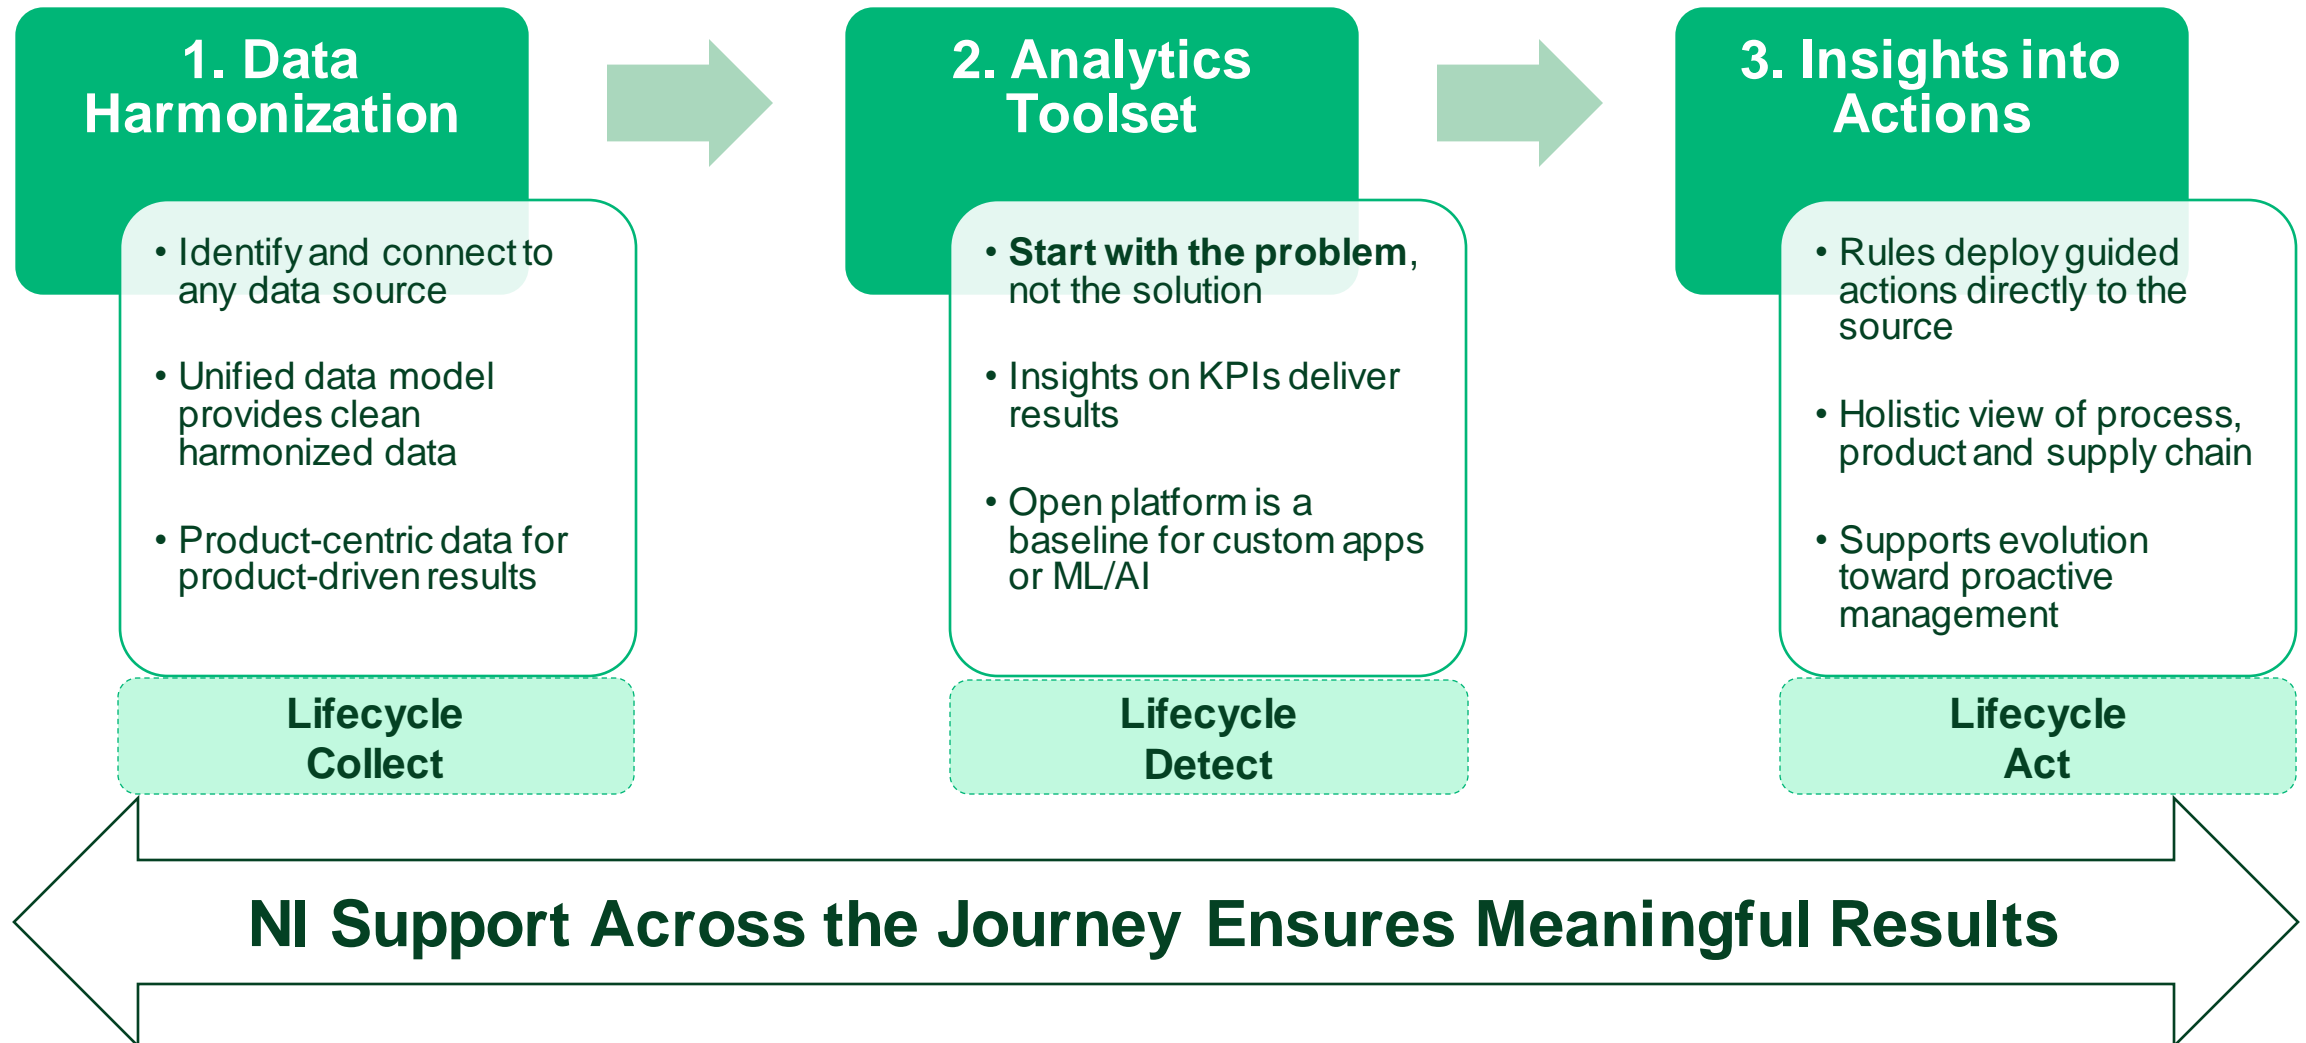 1. Data
Harmonization
• Identify and connect to
any data source
• Unified data model
provides clean
harmonized data
• Product-centric data for
product-driven results
Lifecycle
Collect
2. Analytics
Toolset
• Start with the problem,
not the solution
• Insights on KPIs deliver
results
• Open platform is a
baseline for custom apps
or ML/AI
Lifecycle
Detect
3. Insights into
Actions
• Rules deploy guided
actions directly to the
source
• Holistic view of process,
product and supply chain
• Supports evolution
toward proactive
management
Lifecycle
Act
NI Support Across the Journey Ensures Meaningful Results